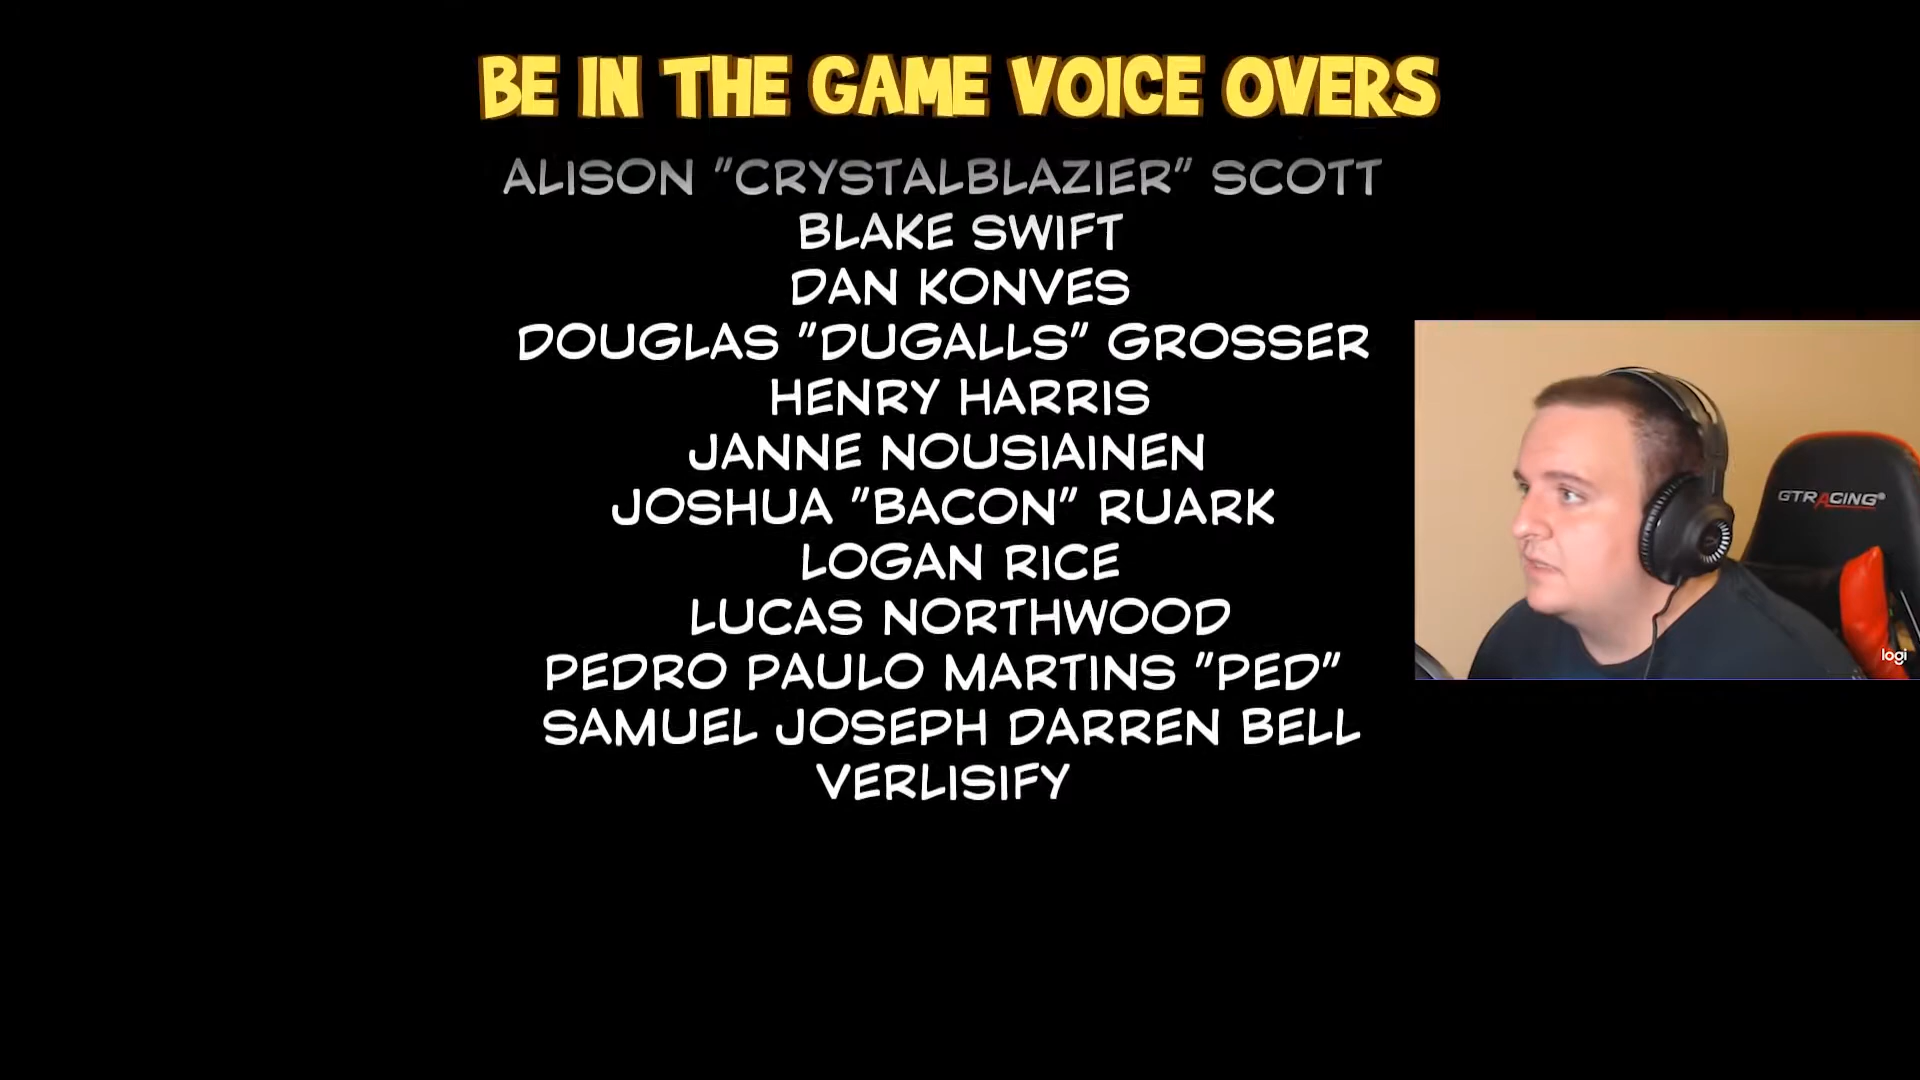 BE IN THE GAME VOICE OVERS
ALISON "CRYSTALBLAZIER" SCOTT
BLAKE SWIFT
DAN KONVES
DOUGLAS "DUGALLS" GROSSER
HENRY HARRIS
JANNE NOUSIAINEN
JOSHUA "BACON" RUARK
LOGAN RICE
LUCAS NORTHWOOD
PEDRO PAULO MARTINS "PED"
SAMUEL JOSEPH DARREN BELL
VERLISIFY
GTRACING®
logi